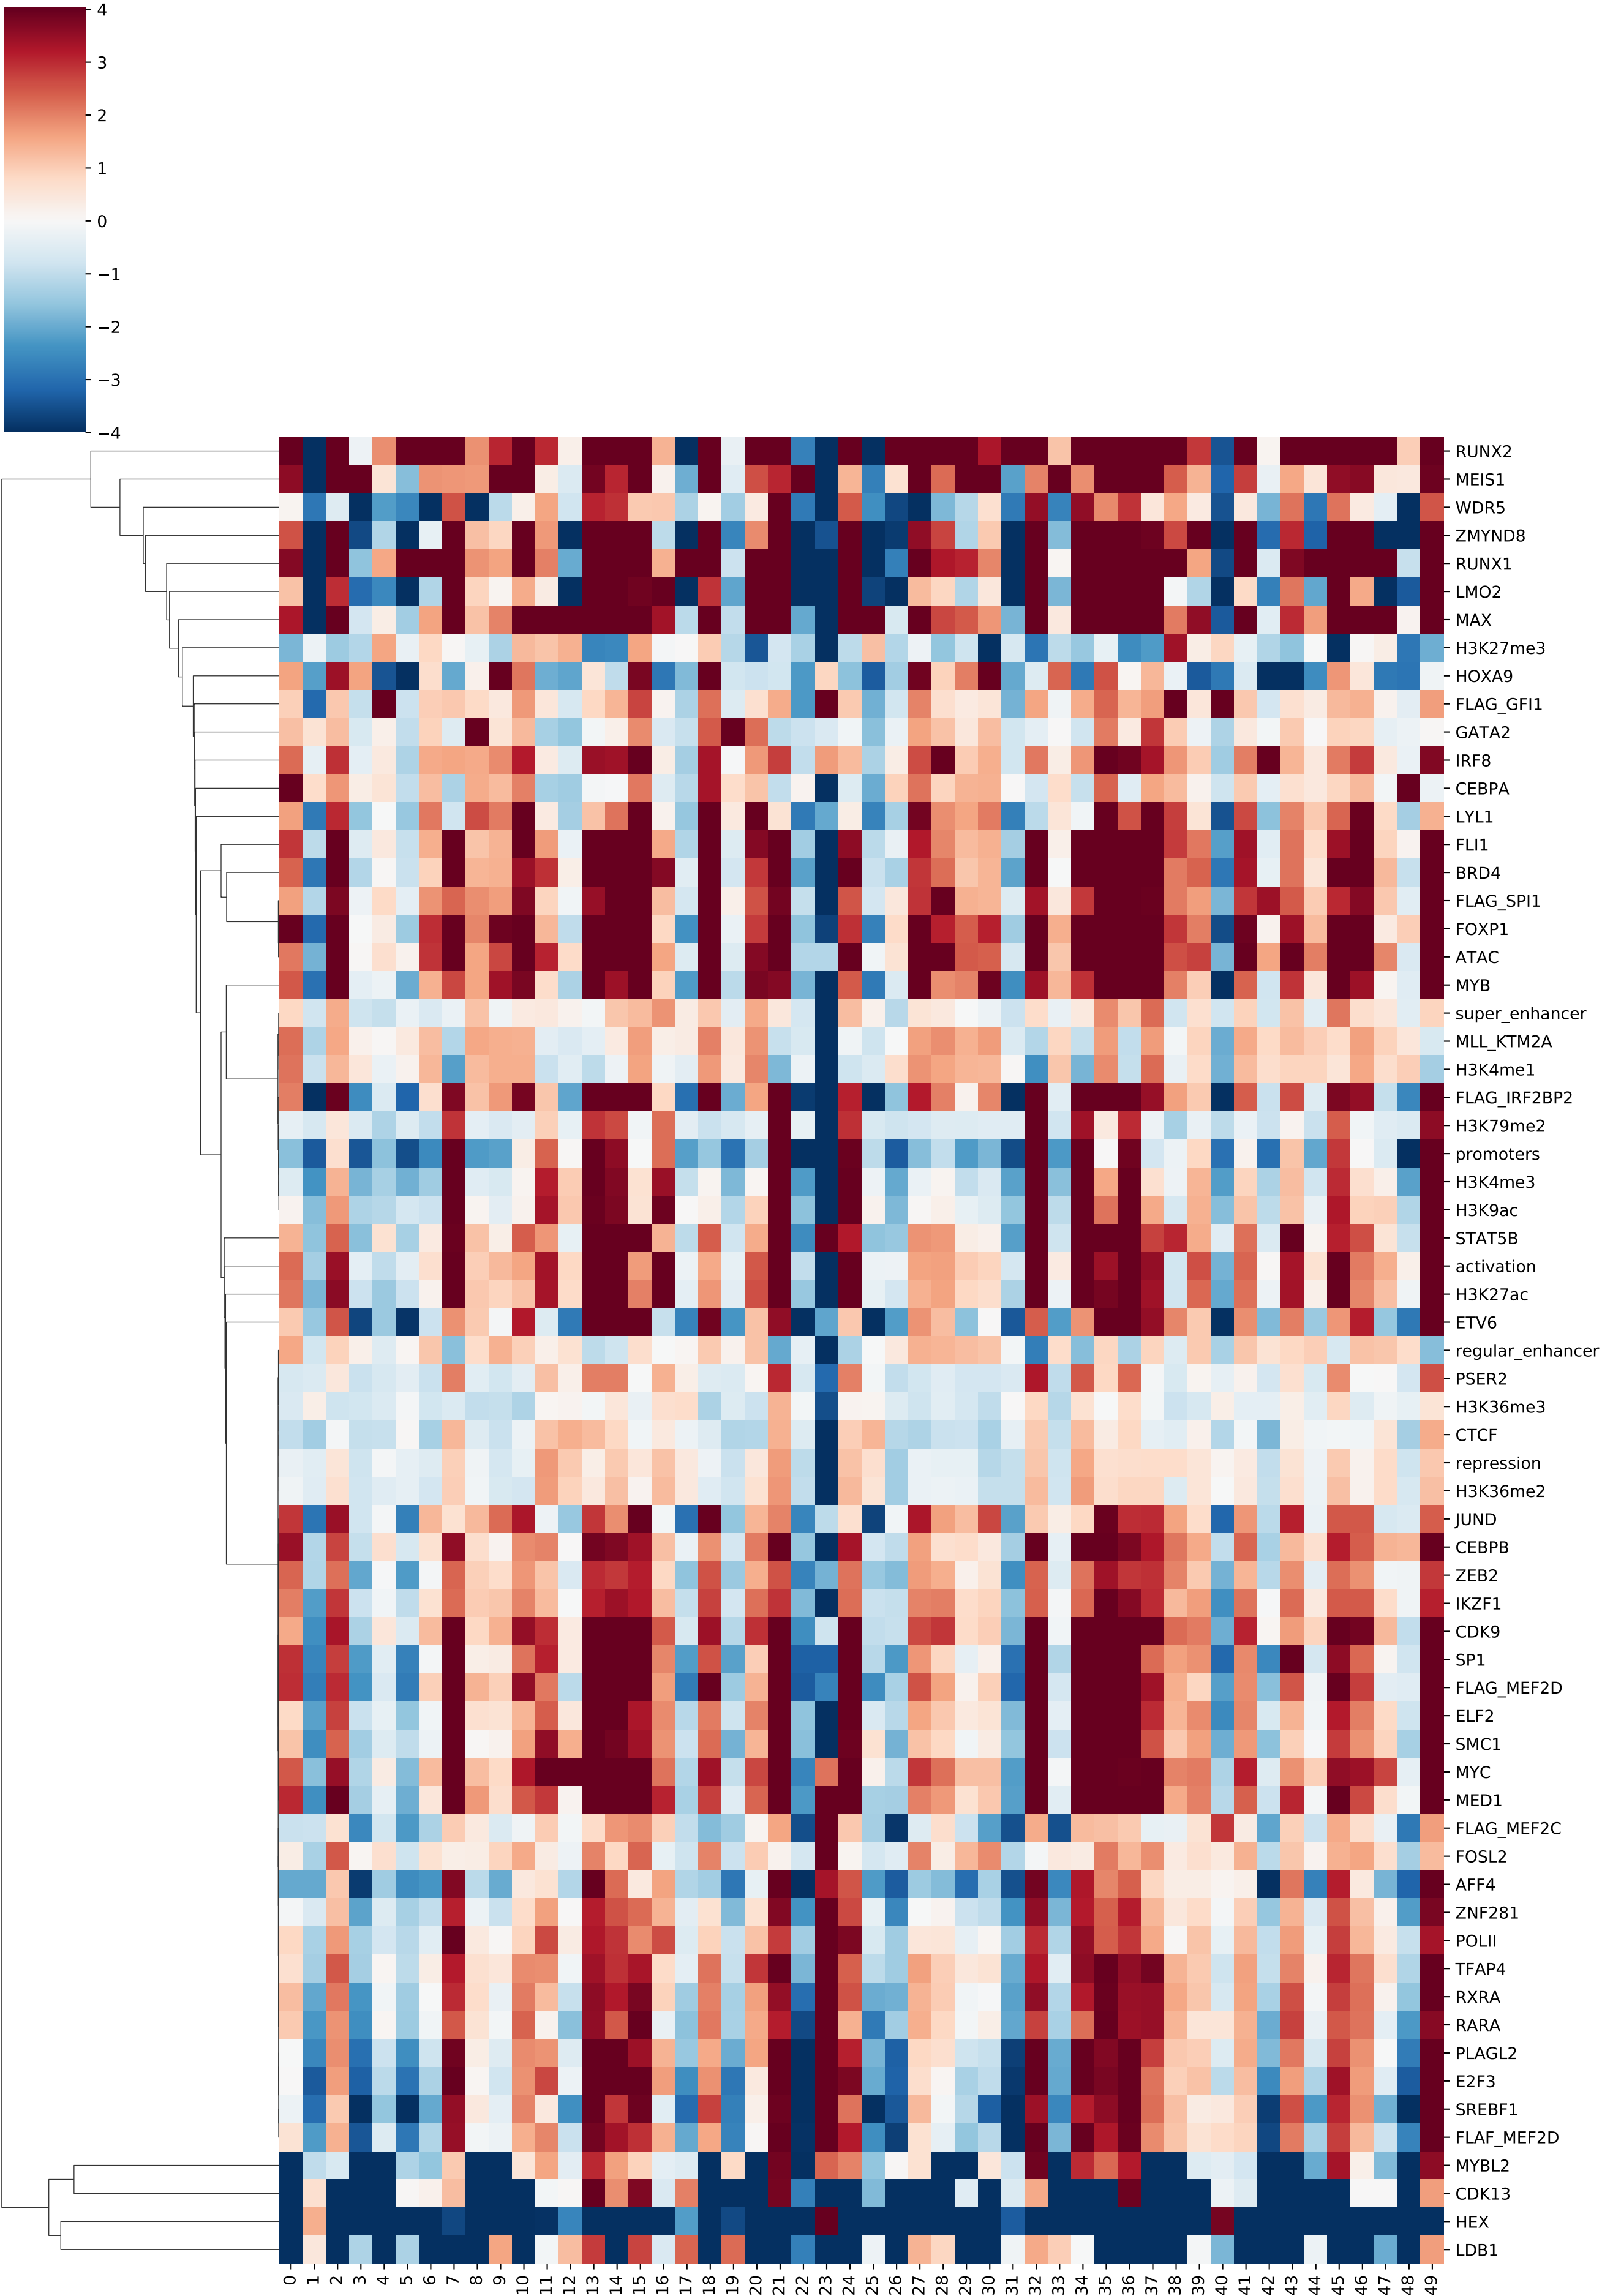 4
3
2
1
0
−1
−2
−3
−4
RUNX2
MEIS1
WDR5
ZMYND8
RUNX1
LMO2
MAX
H3K27me3
HOXA9
FLAG_GFI1
GATA2
IRF8
CEBPA
LYL1
FLI1
BRD4
FLAG_SPI1
FOXP1
ATAC
MYB
super_enhancer
MLL_KTM2A
H3K4me1
FLAG_IRF2BP2
H3K79me2
promoters
H3K4me3
H3K9ac
STAT5B
activation
H3K27ac
ETV6
regular_enhancer
PSER2
H3K36me3
CTCF
repression
H3K36me2
JUND
CEBPB
ZEB2
IKZF1
CDK9
SP1
FLAG_MEF2D
ELF2
SMC1
MYC
MED1
FLAG_MEF2C
FOSL2
AFF4
ZNF281
POLII
TFAP4
RXRA
RARA
PLAGL2
E2F3
SREBF1
FLAF_MEF2D
MYBL2
CDK13
HEX
LDB1
0 1 2 3 4 5 6 7 8 9 10 11 12 13 14 15 16 17 18 19 20 21 22 23 24 25 26 27 28 29 30 31 32 33 34 35 36 37 38 39 40 41 42 43 44 45 46 47 48 49